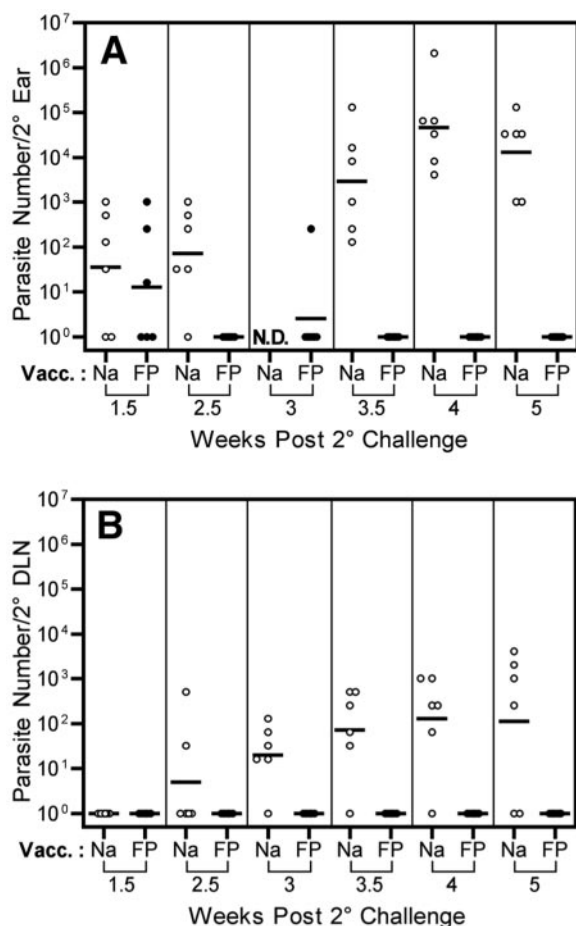 A
Parasite Number/2° Ear
10⁷
10⁶
10⁵
10⁴
10³
10²
10¹
10⁰
N.D.
Vacc. : Na FP Na FP Na FP Na FP Na FP Na FP
1.5 2.5 3 3.5 4 5
Weeks Post 2° Challenge
B
Parasite Number/2° DLN
10⁷
10⁶
10⁵
10⁴
10³
10²
10¹
10⁰
Vacc. : Na FP Na FP Na FP Na FP Na FP Na FP
1.5 2.5 3 3.5 4 5
Weeks Post 2° Challenge